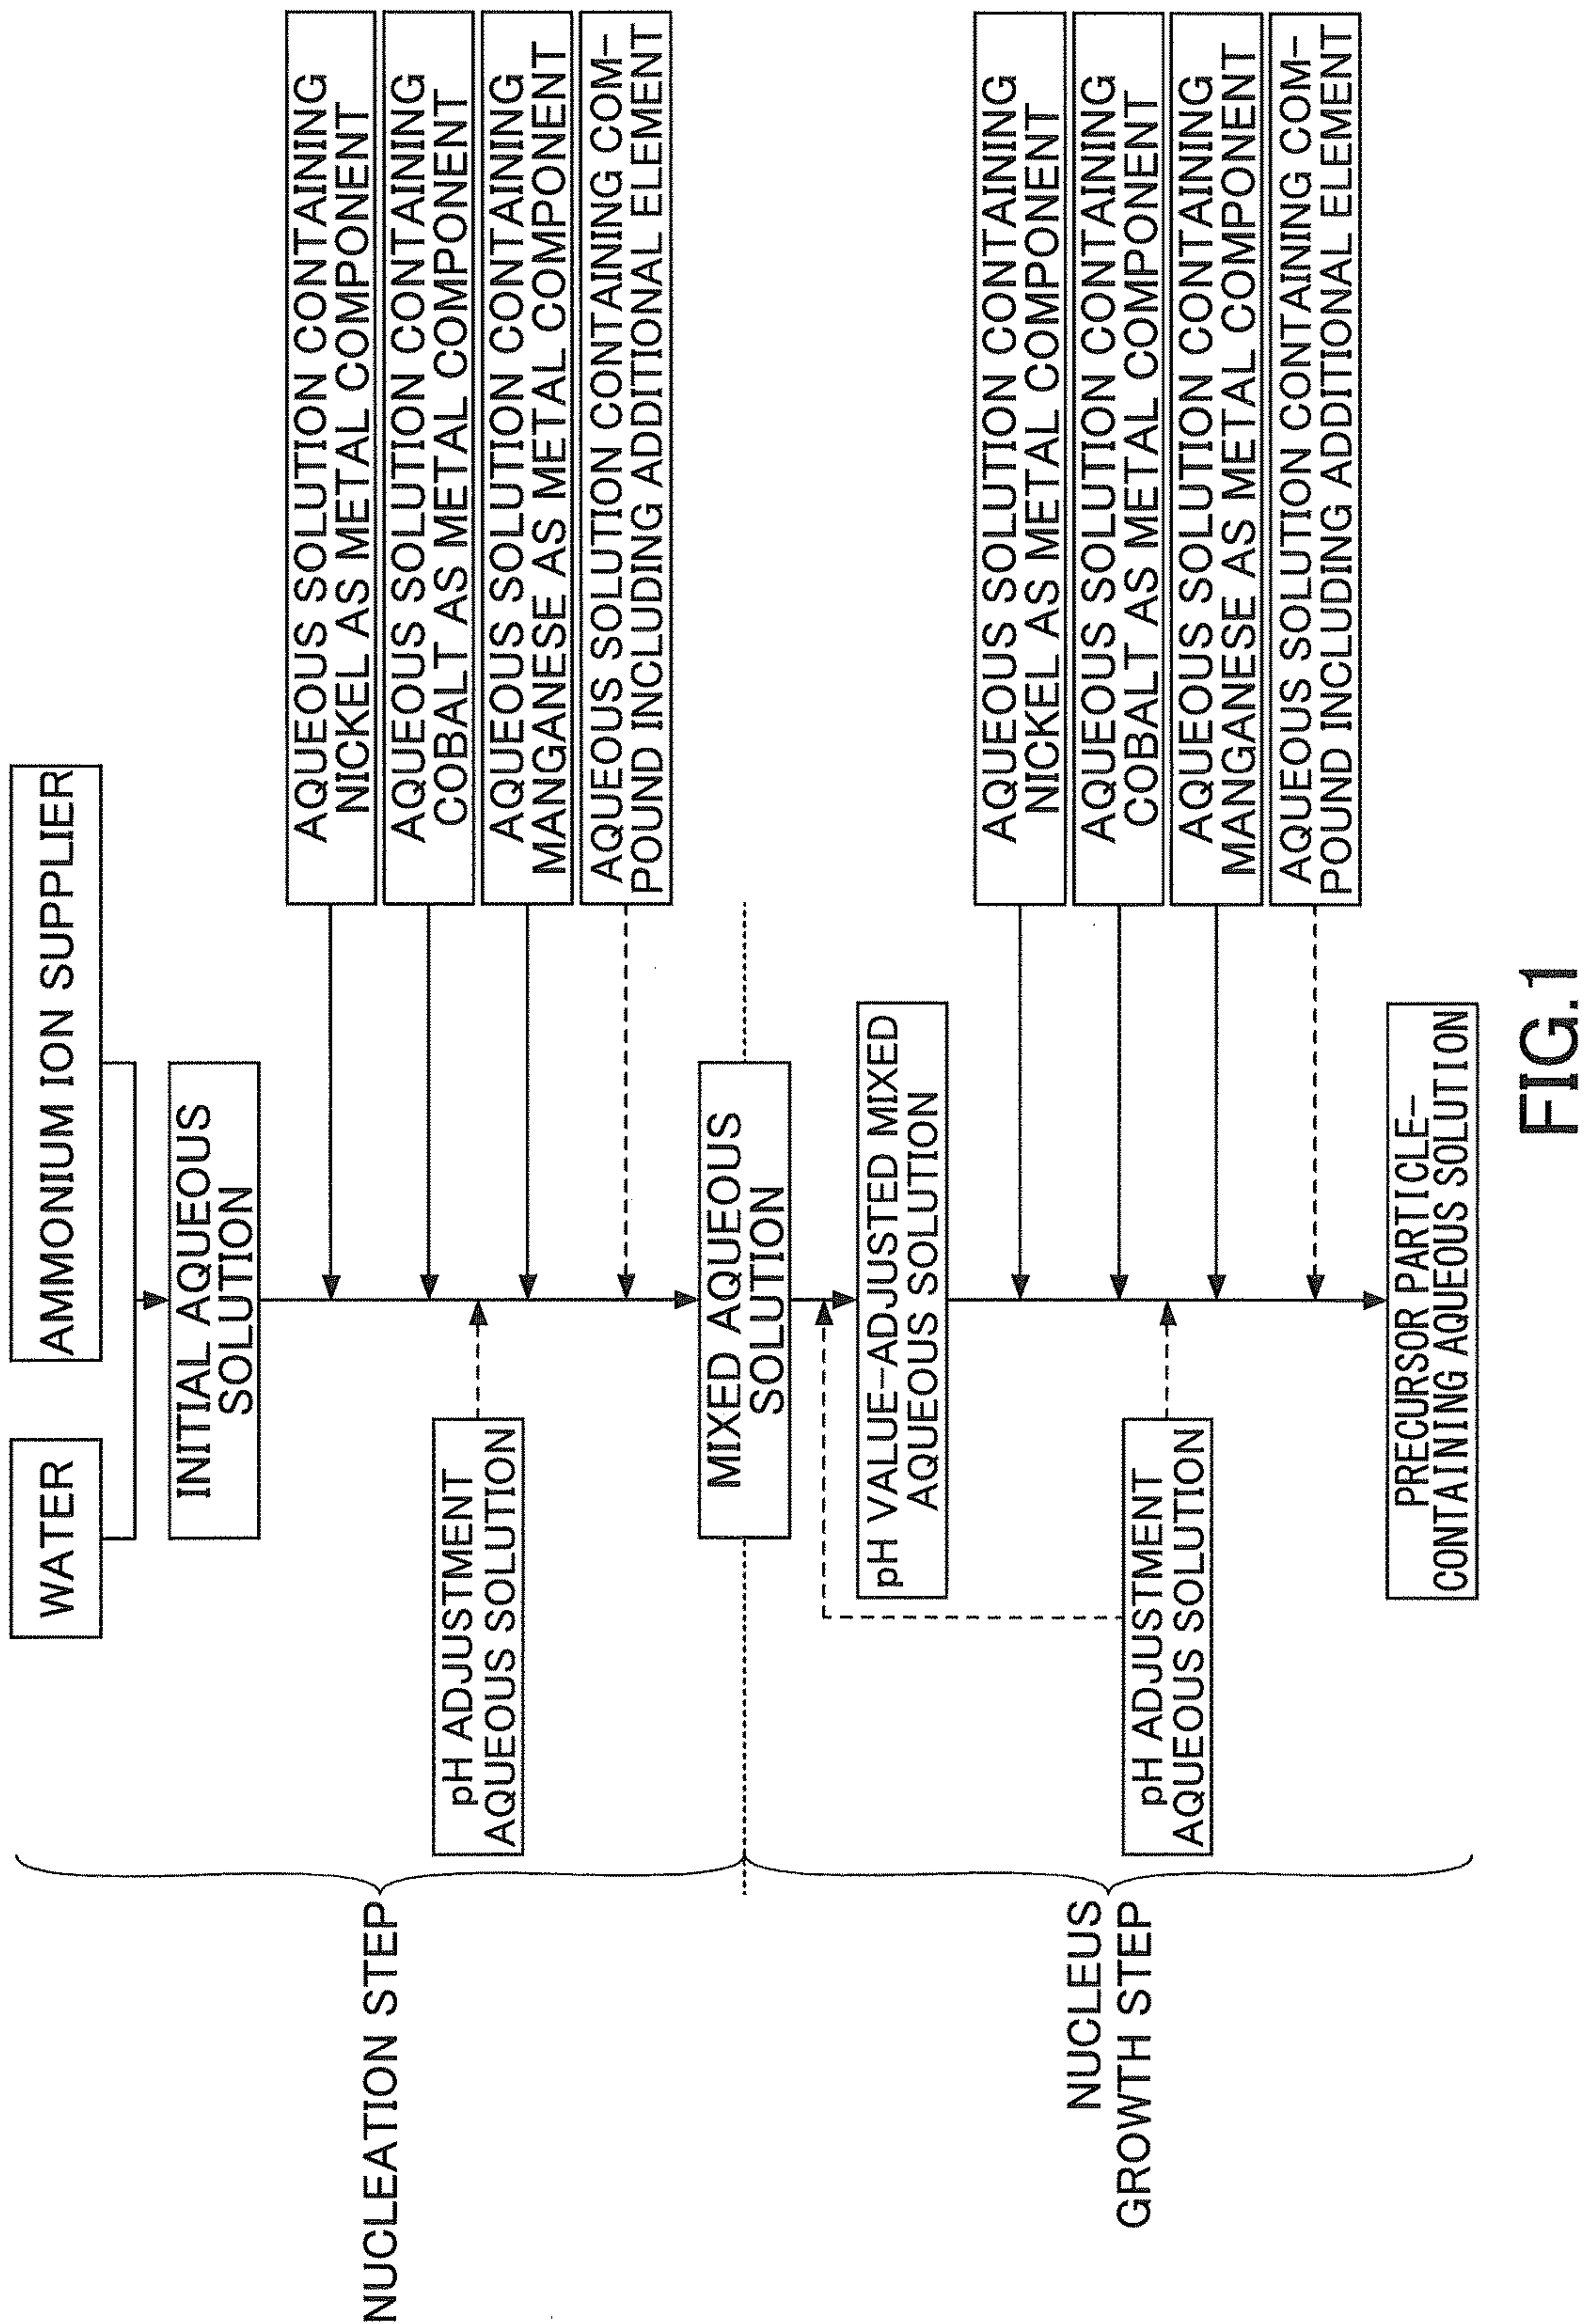 WATER
AMMONIUM ION SUPPLIER
INITIAL AQUEOUS
SOLUTION
AQUEOUS SOLUTION CONTAINING
NICKEL AS METAL COMPONENT
AQUEOUS SOLUTION CONTAINING
COBALT AS METAL COMPONENT
pH ADJUSTMENT
AQUEOUS SOLUTION
AQUEOUS SOLUTION CONTAINING
MANGANESE AS METAL COMPONENT
AQUEOUS SOLUTION CONTAINING COM-
POUND INCLUDING ADDITIONAL ELEMENT
NUCLEATION STEP
MIXED AQUEOUS
SOLUTION
pH VALUE-ADJUSTED MIXED
AQUEOUS SOLUTION
AQUEOUS SOLUTION CONTAINING
NICKEL AS METAL COMPONENT
AQUEOUS SOLUTION CONTAINING
COBALT AS METAL COMPONENT
pH ADJUSTMENT
AQUEOUS SOLUTION
AQUEOUS SOLUTION CONTAINING
MANGANESE AS METAL COMPONENT
AQUEOUS SOLUTION CONTAINING COM-
POUND INCLUDING ADDITIONAL ELEMENT
NUCLEUS
GROWTH STEP
PRECURSOR PARTICLE-
CONTAINING AQUEOUS SOLUTION
FIG.1